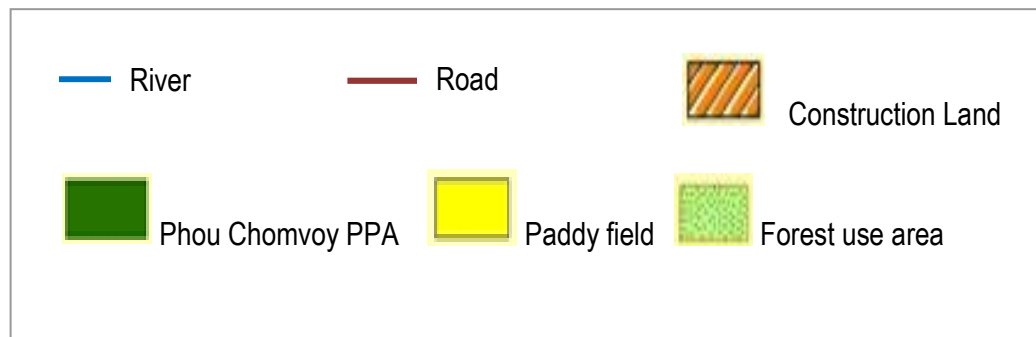 River
Road
Construction Land
Phou Chomvoy PPA
Paddy field
Forest use area